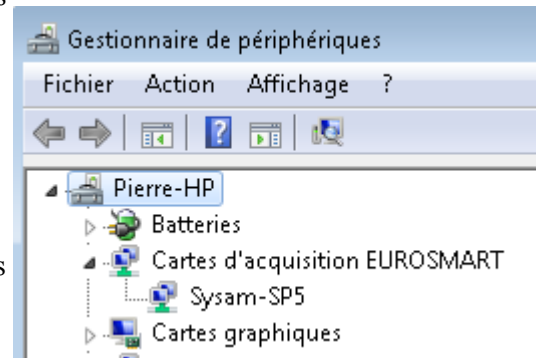 s
Gestionnaire de périphériques
Fichier Action Affichage ?
Pierre-HP
Batteries
Cartes d'acquisition EUROSMART
s
Sysam-SP5
Cartes graphiques